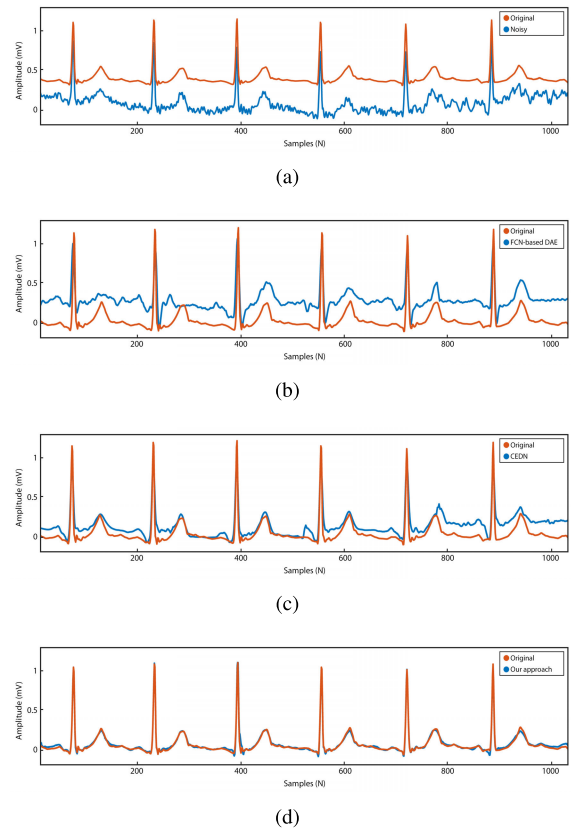 Original
Noisy
Amplitude (mV)
1
0.5
0
200
400
600
800
1000
Samples (N)
(a)
Original
FCN-based DAE
Amplitude (mV)
1
0.5
0
200
400
600
800
1000
Samples (N)
(b)
Original
CEDN
Amplitude (mV)
1
0.5
0
200
400
600
800
1000
Samples (N)
(c)
Original
Our approach
Amplitude (mV)
1
0.5
0
200
400
600
800
1000
Samples (N)
(d)